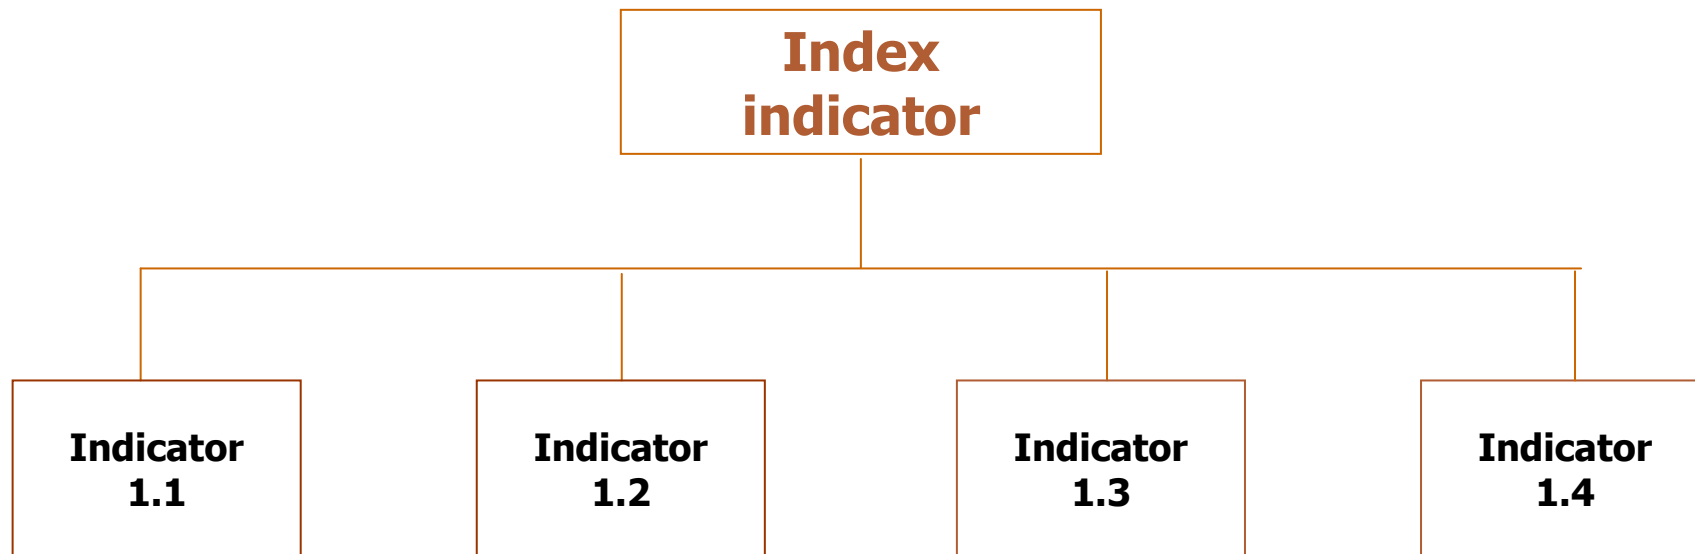 Index
indicator
Indicator
1.1
Indicator
1.2
Indicator
1.3
Indicator
1.4